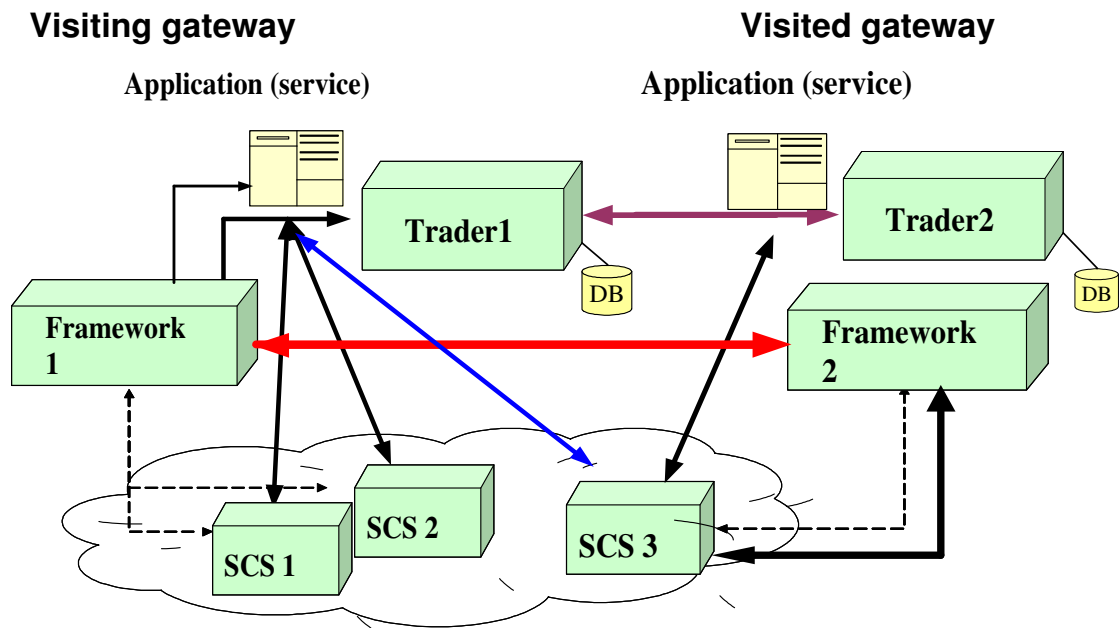 Visiting gateway
Visited gateway
Application (service)
Application (service)
Trader1
Trader2
DB
DB
Framework
1
Framework
2
SCS 2
SCS 1
SCS 3